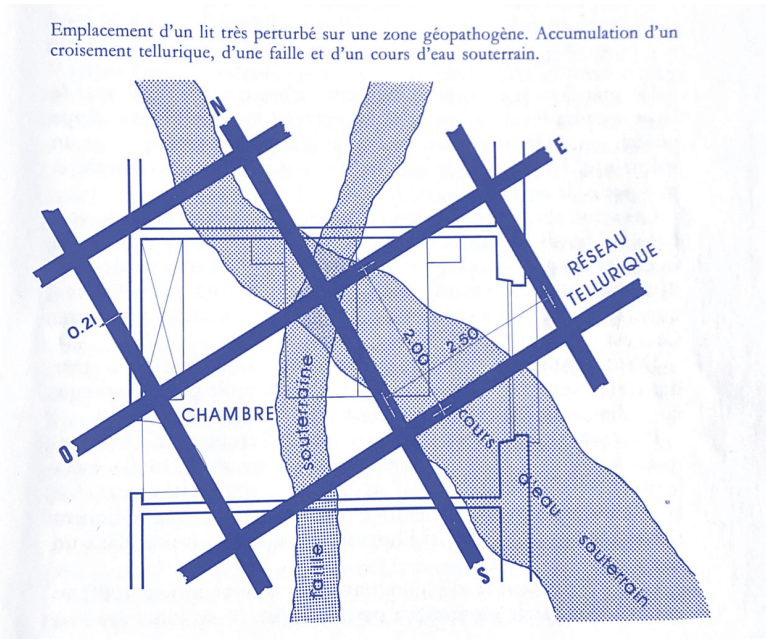 Emplacement d'un lit très perturbé sur une zone géopathogène. Accumulation d'un
croisement tellurique, d'une faille et d'un cours d'eau souterrain.
N
E
RÉSEAU
TELLURIQUE
0.21
2.00
2.50
CHAMBRE
souterraine
faille
O
cours
d'eau
souterrain
S